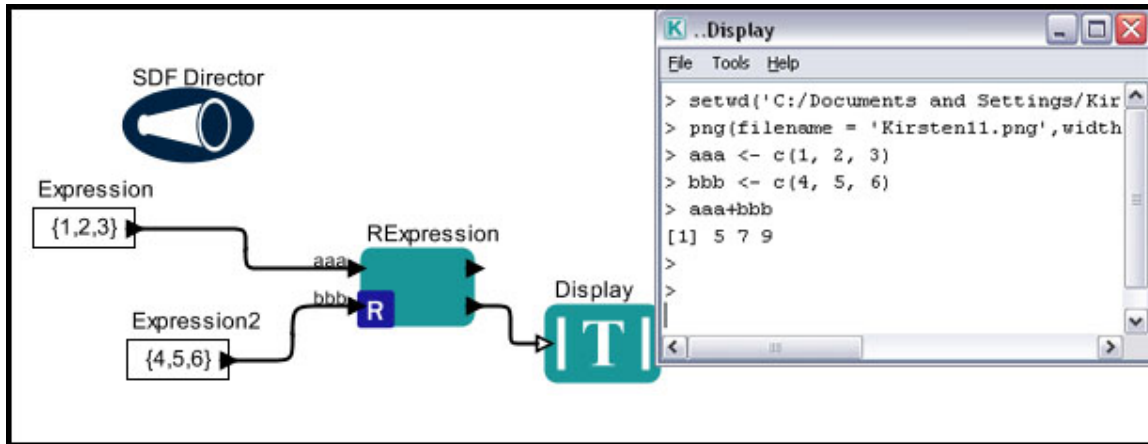 SDF Director
Expression
{1,2,3}
aaa
RExpression
bbb
R
Expression2
{4,5,6}
Display
T
K ..Display
File Tools Help
> setwd('C:/Documents and Settings/Kir
> png(filename = 'Kirsten11.png',width
> aaa <- c(1, 2, 3)
> bbb <- c(4, 5, 6)
> aaa+bbb
[1] 5 7 9
>
>